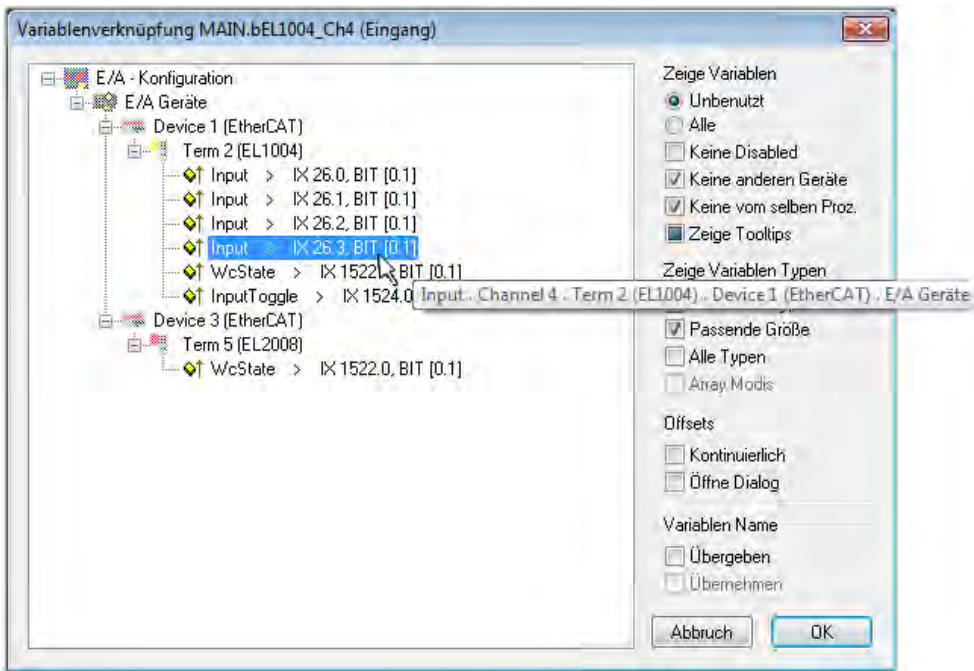 Variablenverknüpfung MAIN.bEL1004_Ch4 (Eingang)
E/A - Konfiguration
E/A Geräte
Device 1 (EtherCAT)
Term 2 (EL1004)
Input > IX 26.0, BIT [0.1]
Input > IX 26.1, BIT [0.1]
Input > IX 26.2, BIT [0.1]
Input > IX 26.3, BIT [0.1]
WcState > IX 1522. BIT [0.1]
InputToggle > IX 1524.0
Input . Channel 4 . Term 2 (EL1004) . Device 1 (EtherCAT) . E/A Geräte
Device 3 (EtherCAT)
Term 5 (EL2008)
WcState > IX 1522.0, BIT [0.1]
Zeige Variablen
Unbenutzt
Alle
Keine Disabled
Keine anderen Geräte
Keine vom selben Proz.
Zeige Tooltips
Zeige Variablen Typen
Passende Größe
Alle Typen
Array Modis
Offsets
Kontinuierlich
Öffne Dialog
Variablen Name
Übergeben
Übernehmen
Abbruch
OK